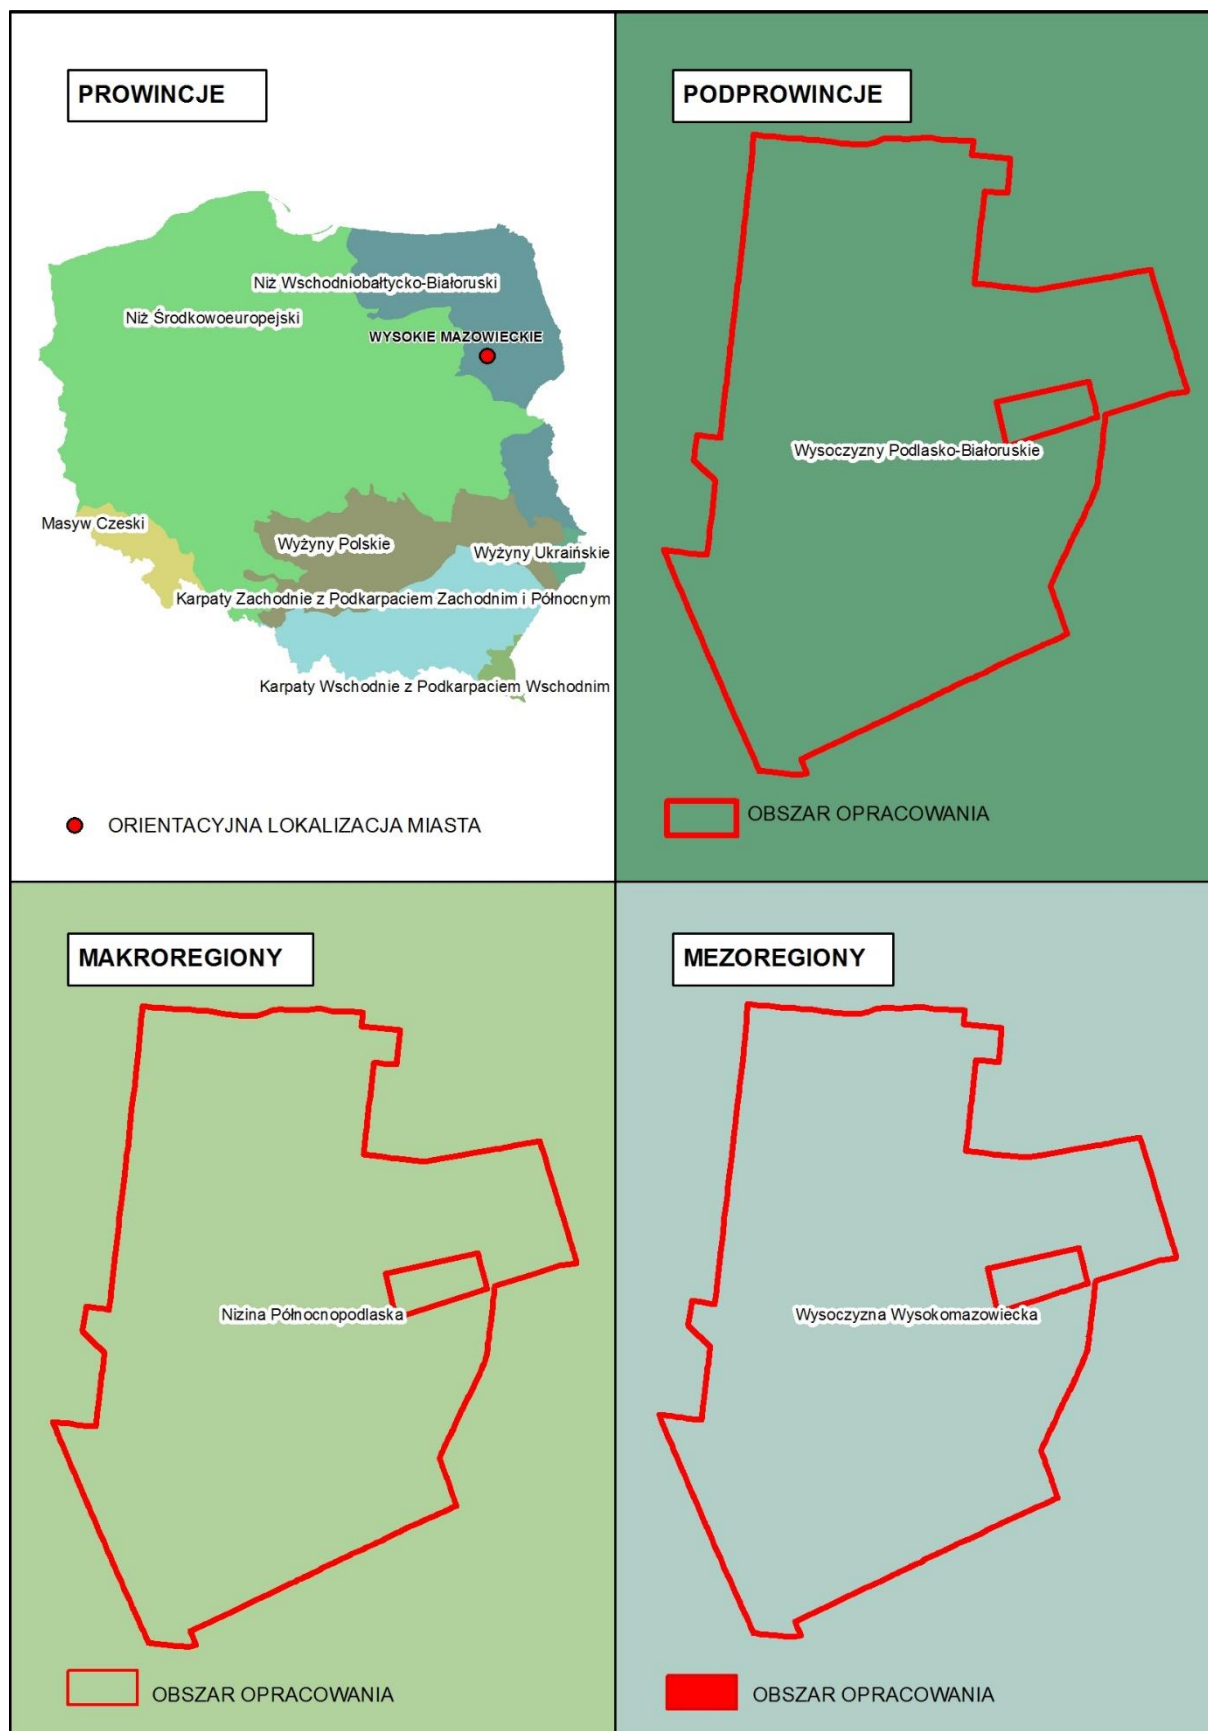 PROWINCJE
Niż Wschodniobałtycko-Białoruski
Niż Środkowoeuropejski
WYSOKIE MAZOWIECKIE
Masyw Czeski
Wyżyny Polskie
Wyżyny Ukraińskie
Karpaty Zachodnie z Podkarpaciem Zachodnim i Północnym
Karpaty Wschodnie z Podkarpaciem Wschodnim
ORIENTACYJNA LOKALIZACJA MIASTA
PODPROWINCJE
Wysoczyzny Podlasko-Białoruskie
OBSZAR OPRACOWANIA
MAKROREGIONY
Nizina Północnopodlaska
OBSZAR OPRACOWANIA
MEZOREGIONY
Wysoczyzna Wysokomazowiecka
OBSZAR OPRACOWANIA